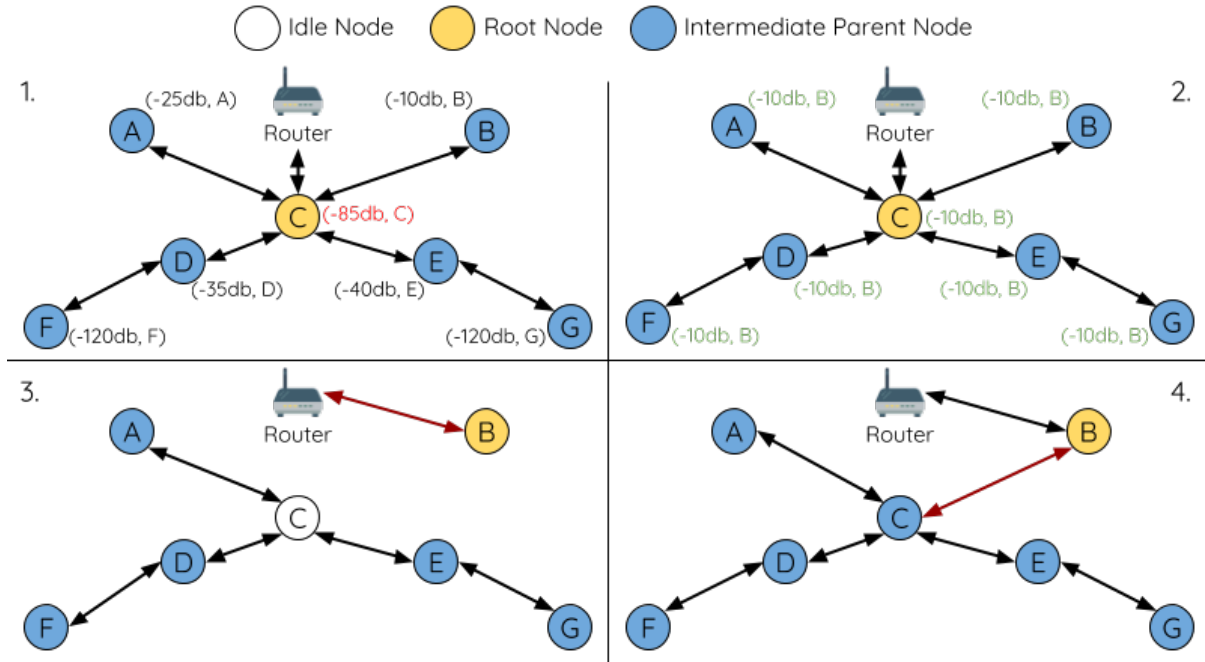 Idle Node Root Node Intermediate Parent Node
1.
(-25db, A) (-10db, B)
A Router B
C (-85db, C)
D E
(-35db, D) (-40db, E)
F (-120db, F) (-120db, G) G
2.
(-10db, B) (-10db, B)
A Router B
C (-10db, B)
D E
(-10db, B) (-10db, B)
F (-10db, B) (-10db, B) G
3.
A Router B
C
D E
F G
4.
A Router B
C
D E
F G